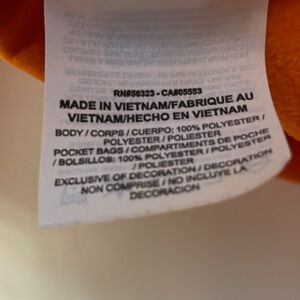 RN#56323 - CA#05553
MADE IN VIETNAM/FABRIQUE AU
VIETNAM/HECHO EN VIETNAM
BODY / CORPS / CUERPO: 100% POLYESTER /
POLYESTER / POLIESTER
POCKET BAGS / COMPARTIMENTS DE POCHE
/ BOLSILLOS: 100% POLYESTER / POLYESTER /
POLIESTER
EXCLUSIVE OF DECORATION / DECORATION
NON COMPRISE / NO INCLUYE LA
DECORACION